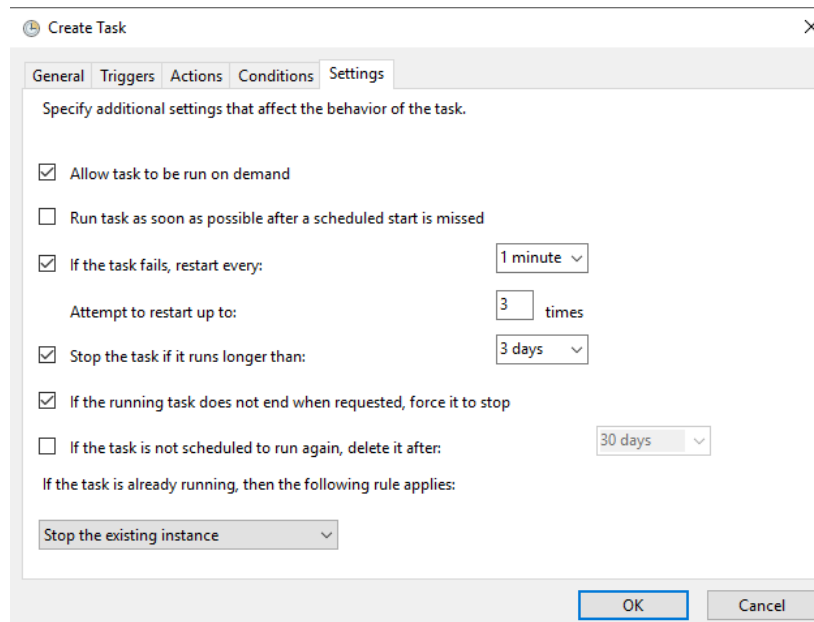 Create Task
General Triggers Actions Conditions Settings
Specify additional settings that affect the behavior of the task.
Allow task to be run on demand
Run task as soon as possible after a scheduled start is missed
If the task fails, restart every: 1 minute
Attempt to restart up to: 3 times
Stop the task if it runs longer than: 3 days
If the running task does not end when requested, force it to stop
If the task is not scheduled to run again, delete it after: 30 days
If the task is already running, then the following rule applies:
Stop the existing instance
OK Cancel